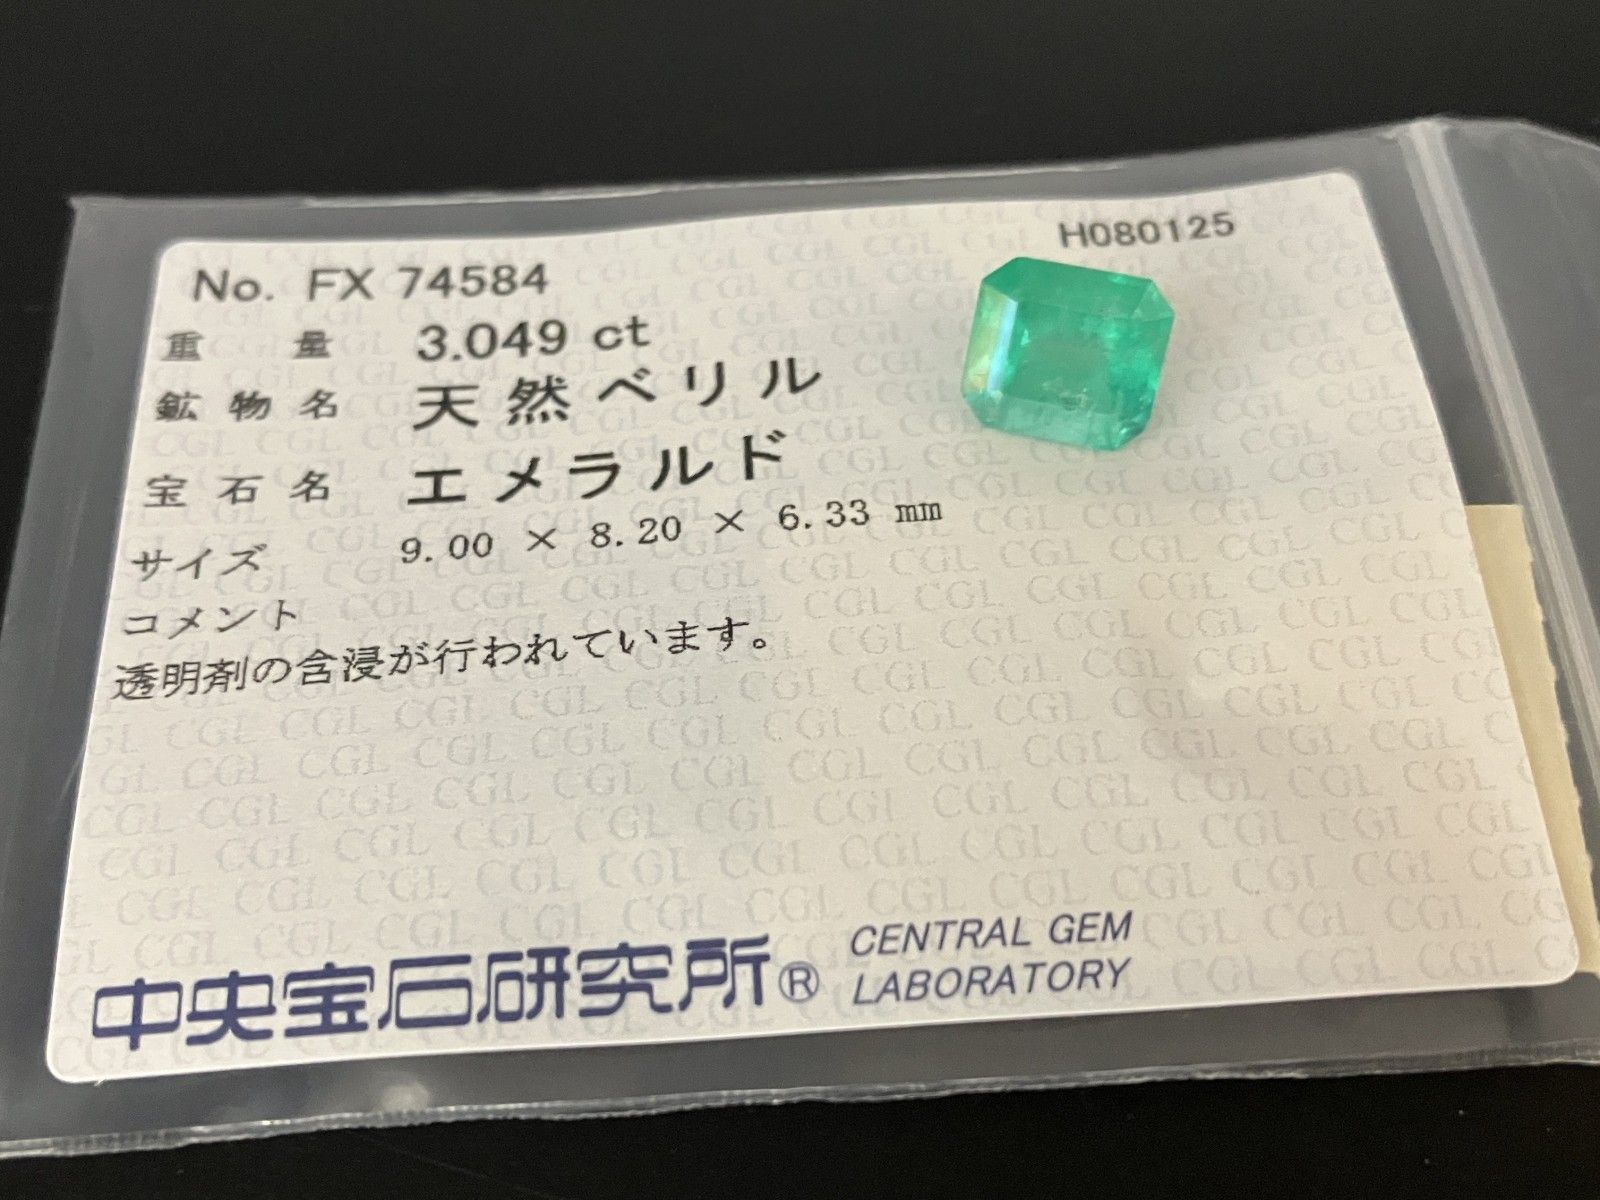 H080125
No. FX 74584
重量 3.049 ct
鉱物名 天然ベリル
宝石名 エメラルド
サイズ 9.00 × 8.20 × 6.33 mm
コメント
透明剤の含浸が行われています。
中央宝石研究所® CENTRAL GEM
LABORATORY